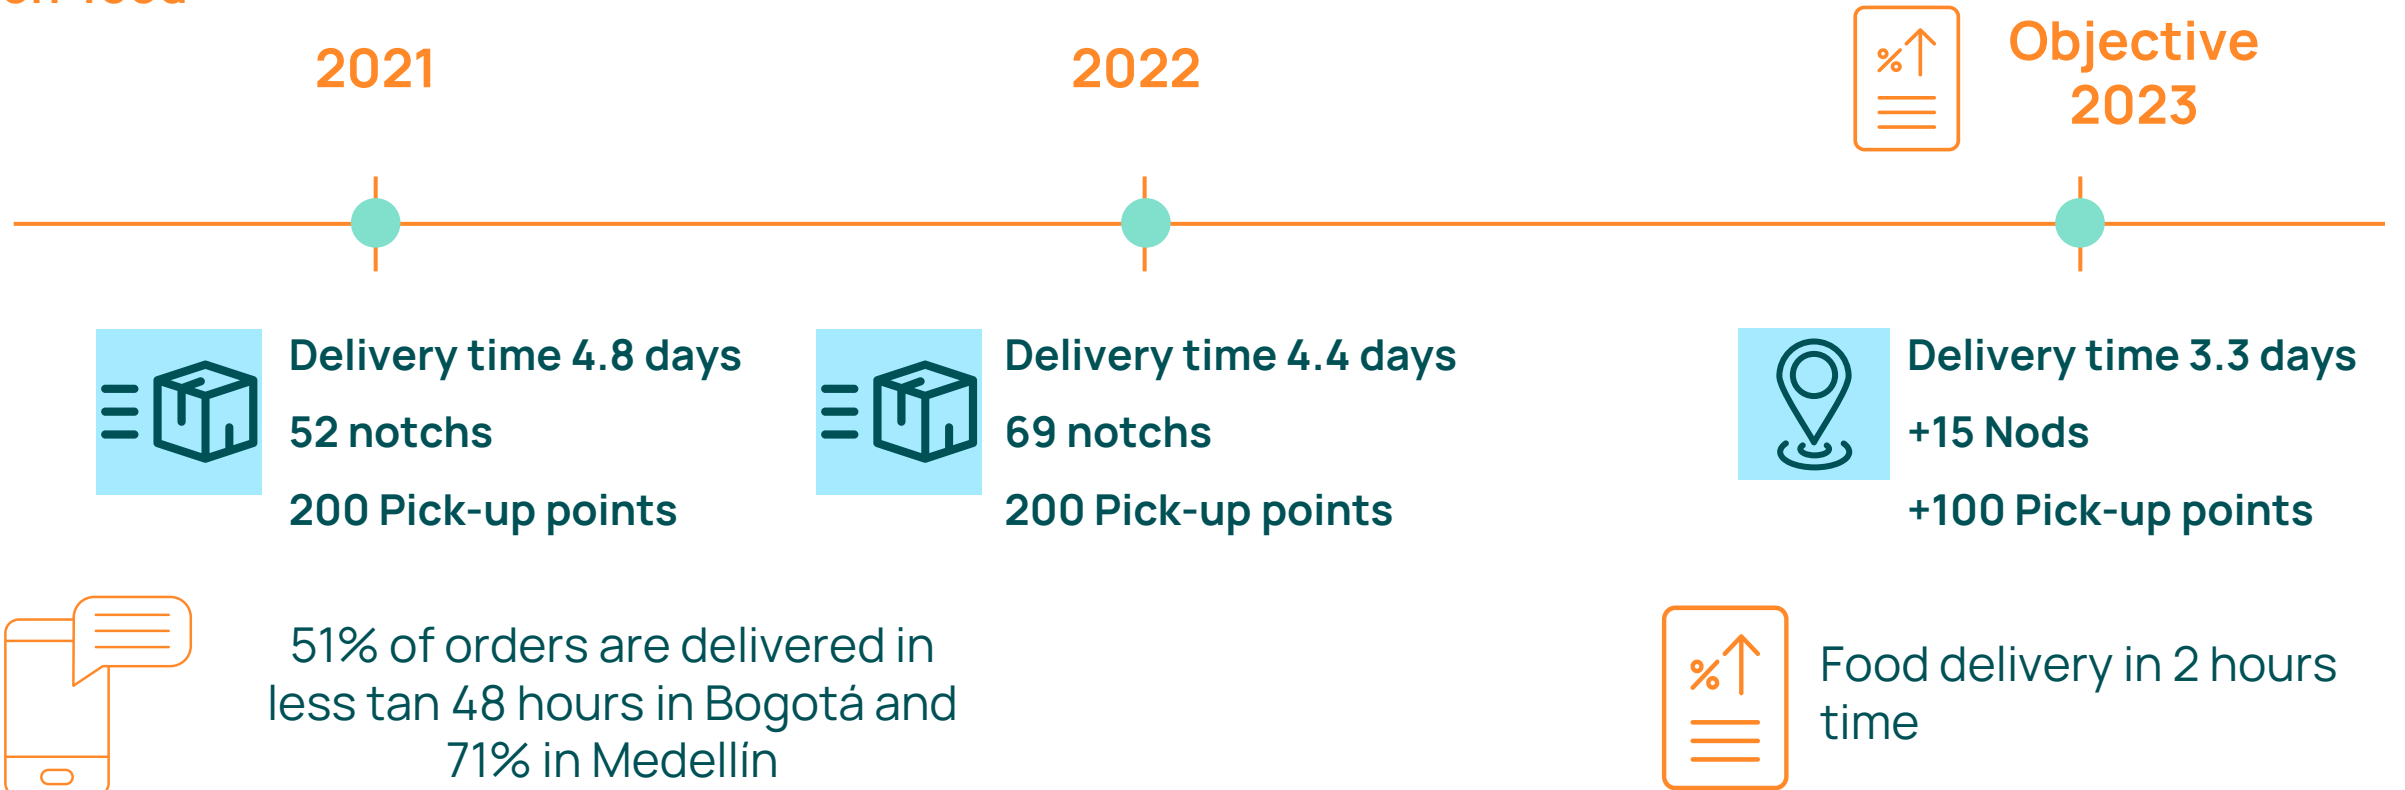 2021
2022
Objective
2023
Delivery time 4.8 days
52 notchs
200 Pick-up points
Delivery time 4.4 days
69 notchs
200 Pick-up points
Delivery time 3.3 days
+15 Nods
+100 Pick-up points
51% of orders are delivered in
less tan 48 hours in Bogotá and
71% in Medellín
Food delivery in 2 hours
time